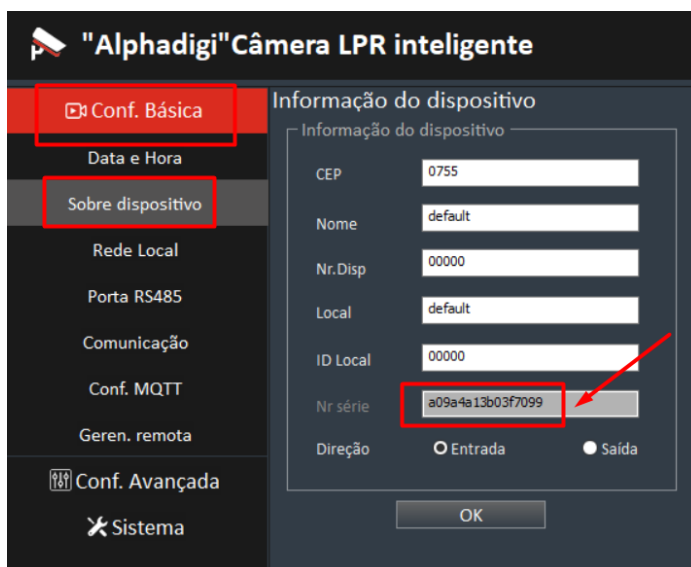 "Alphadigi"Câmera LPR inteligente
Conf. Básica
Data e Hora
Sobre dispositivo
Rede Local
Porta RS485
Comunicação
Conf. MQTT
Geren. remota
Conf. Avançada
Sistema
Informação do dispositivo
Informação do dispositivo
CEP 0755
Nome default
Nr.Disp 00000
Local default
ID Local 00000
Nr série a09a4a13b03f7099
Direção Entrada Saída
OK